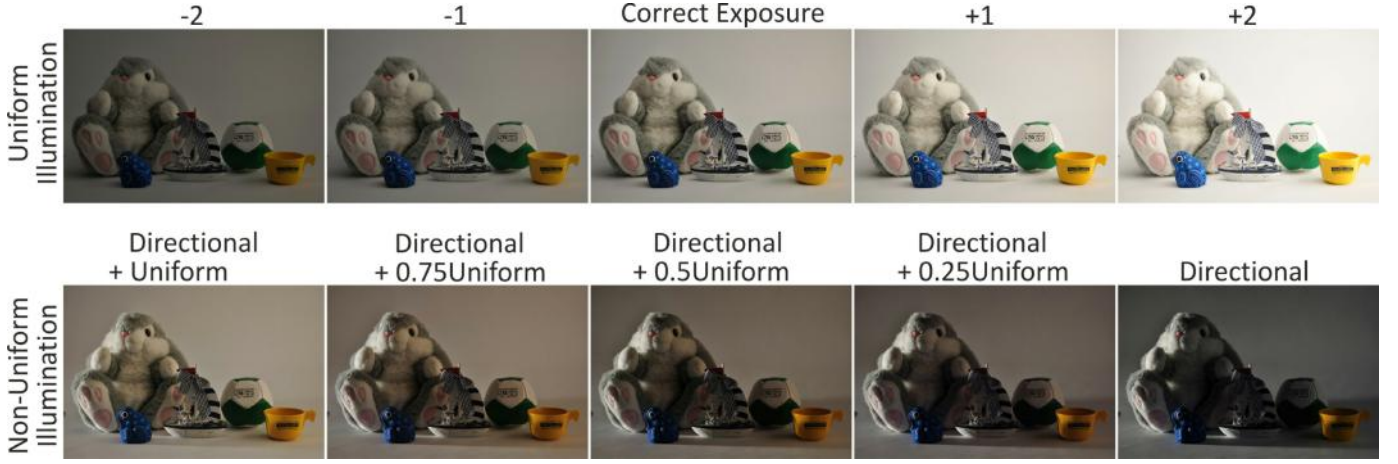 -2
-1
Correct Exposure
+1
+2
Uniform
Illumination
Directional
+ Uniform
Directional
+ 0.75Uniform
Directional
+ 0.5Uniform
Directional
+ 0.25Uniform
Directional
Non-Uniform
Illumination